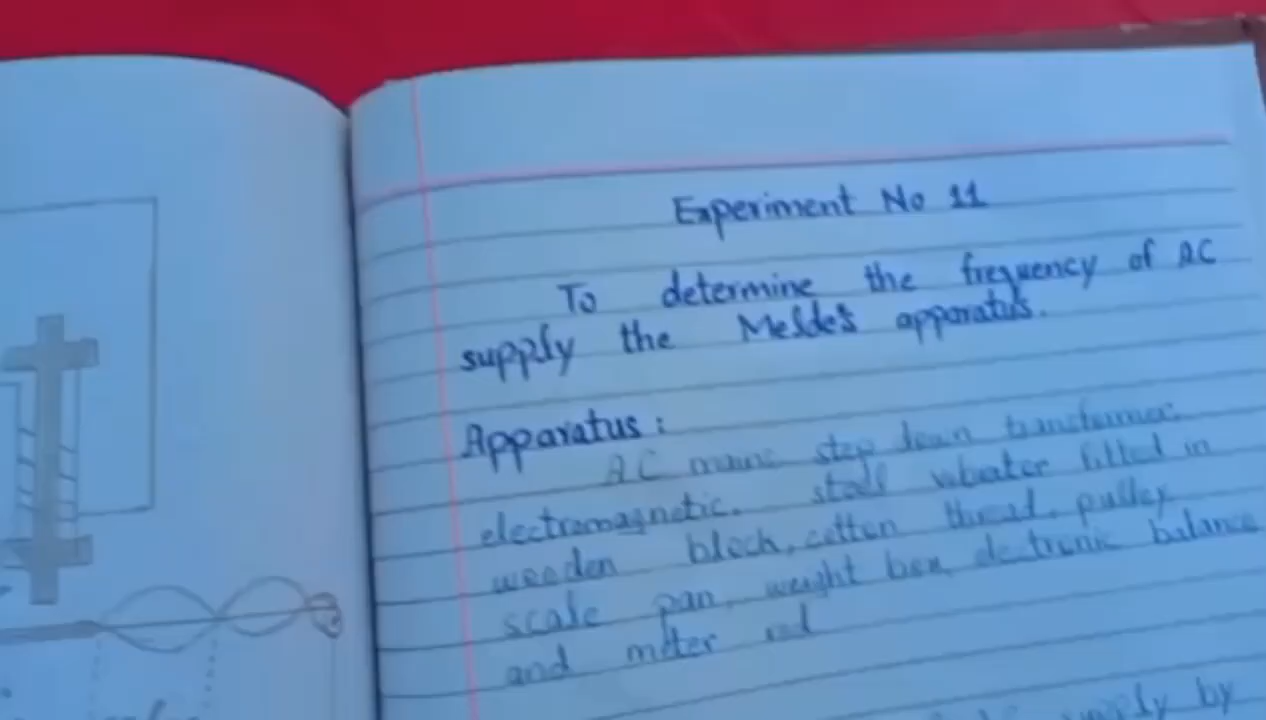 Experiment No 11
To determine the frequency of AC
supply the Melde's apparatus.
Apparatus:
AC mains step down transformer
electromagnetic. steel vibrator fitted in
wooden block, cotton thread, pulley
scale pan, weight box, electronic balance
and meter rod
supply by